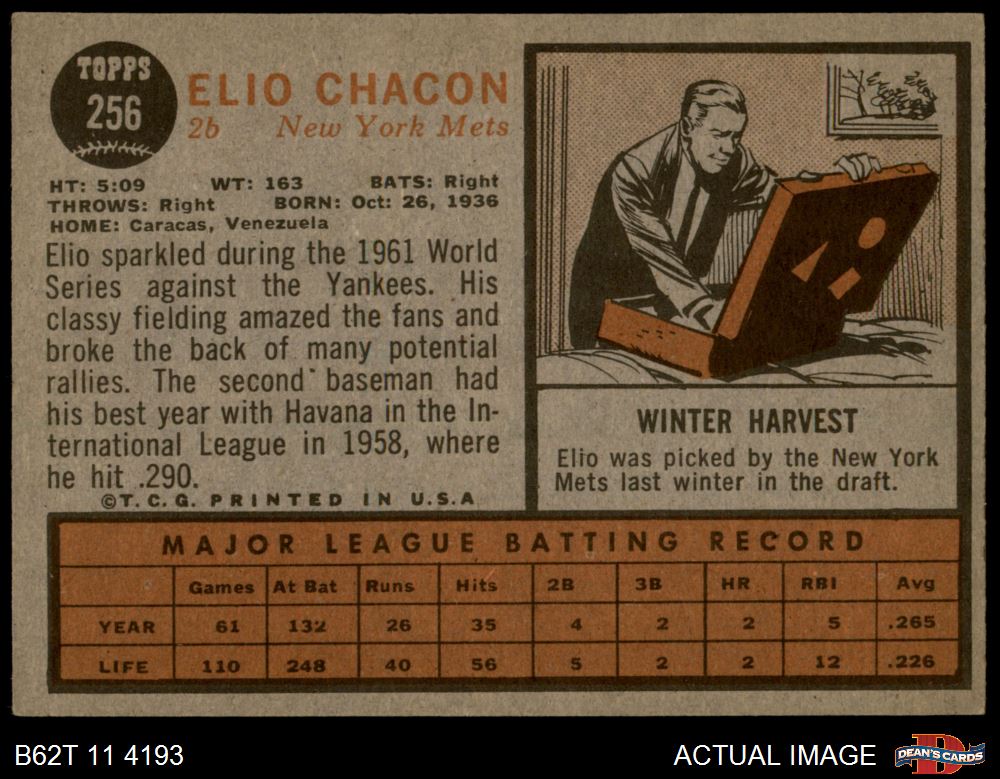 TOPPS
256
ELIO CHACON
2b New York Mets
HT: 5:09 WT: 163 BATS: Right
THROWS: Right BORN: Oct: 26, 1936
HOME: Caracas, Venezuela
Elio sparkled during the 1961 World
Series against the Yankees. His
classy fielding amazed the fans and
broke the back of many potential
rallies. The second baseman had
his best year with Havana in the In-
ternational League in 1958, where
he hit .290.
©T.C.G. PRINTED IN U.S.A
WINTER HARVEST
Elio was picked by the New York
Mets last winter in the draft.
MAJOR LEAGUE BATTING RECORD
Games At Bat Runs Hits 2B 3B HR RBI Avg
YEAR 61 132 26 35 4 2 2 5 .265
LIFE 110 248 40 56 5 2 2 12 .226
B62T 11 4193 ACTUAL IMAGE DEAN'S CARDS